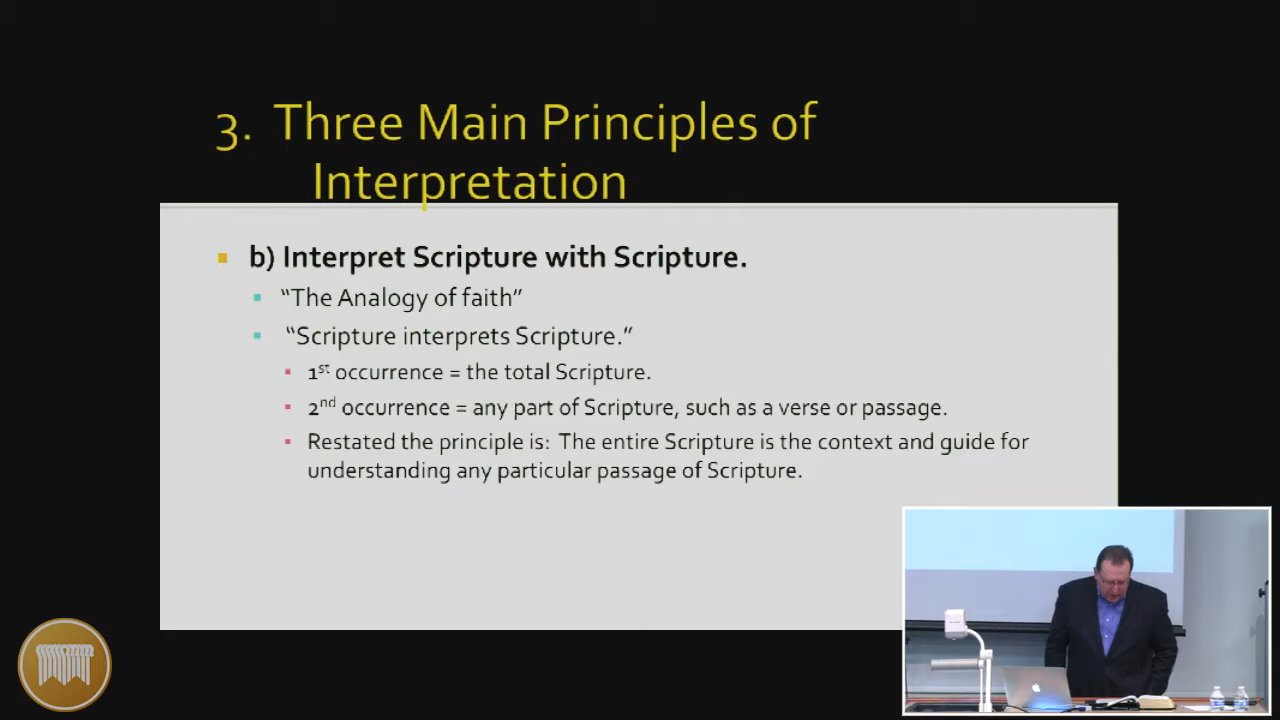 3. Three Main Principles of
Interpretation
b) Interpret Scripture with Scripture.
“The Analogy of faith”
“Scripture interprets Scripture.”
1st occurrence = the total Scripture.
2nd occurrence = any part of Scripture, such as a verse or passage.
Restated the principle is: The entire Scripture is the context and guide for
understanding any particular passage of Scripture.